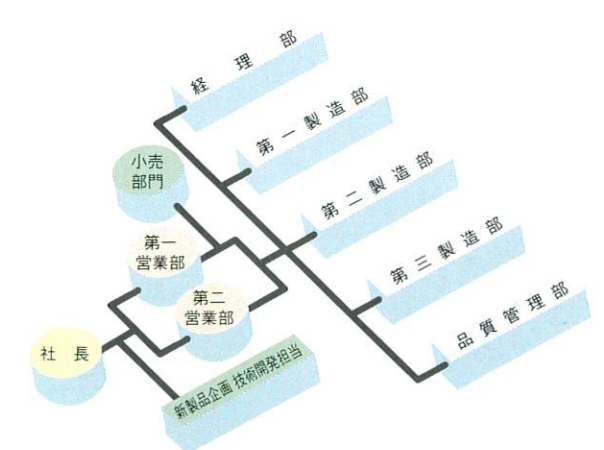 経理部
第一製造部
小売
部門
第二製造部
第一
営業部
第三製造部
第二
営業部
品質管理部
社 長
新製品企画 技術開発担当